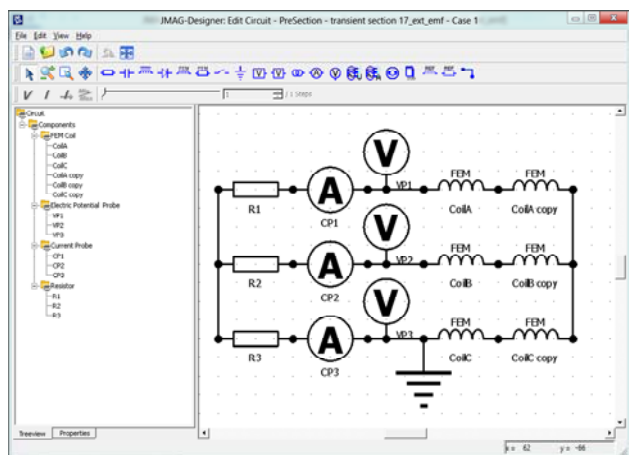 JMAG-Designer: Edit Circuit - PreSection - transient section 17_ext_emf - Case 1
File Edit View Help
Circuit
Components
FEM Coil
CoilA
CoilB
CoilC
CoilA copy
CoilB copy
CoilC copy
Electric Potential Probe
VP1
VP2
VP3
Current Probe
CP1
CP2
CP3
Resistor
R1
R2
R3
V
FEM FEM
A VP1
R1 CP1 CoilA CoilA copy
V
FEM FEM
A VP2
R2 CP2 CoilB CoilB copy
V
FEM FEM
A VP3
R3 CP3 CoilC CoilC copy
Treeview Properties
x = 62 y = -66